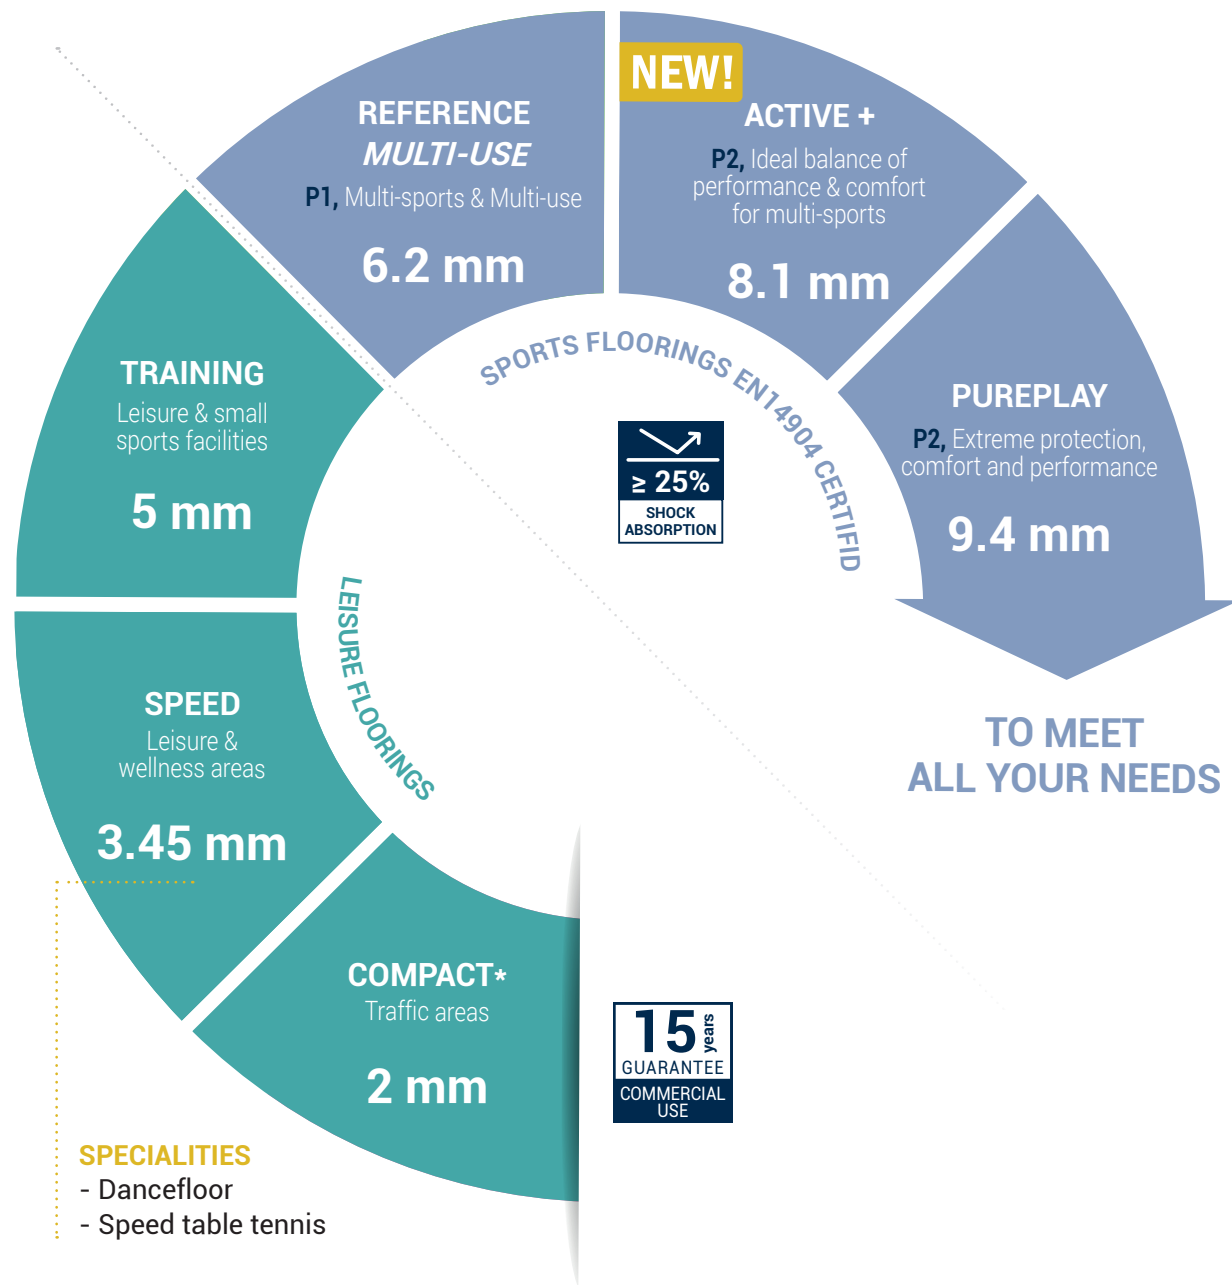 NEW!
REFERENCE
MULTI-USE
P1, Multi-sports & Multi-use
6.2 mm
ACTIVE +
P2, Ideal balance of
performance & comfort
for multi-sports
8.1 mm
PUREPLAY
P2, Extreme protection,
comfort and performance
9.4 mm
TRAINING
Leisure & small
sports facilities
5 mm
SPORTS FLOORINGS EN14904 CERTIFID
≥ 25%
SHOCK
ABSORPTION
LEISURE FLOORINGS
SPEED
Leisure &
wellness areas
3.45 mm
TO MEET
ALL YOUR NEEDS
COMPACT*
Traffic areas
2 mm
15 years
GUARANTEE
COMMERCIAL
USE
SPECIALITIES
- Dancefloor
- Speed table tennis